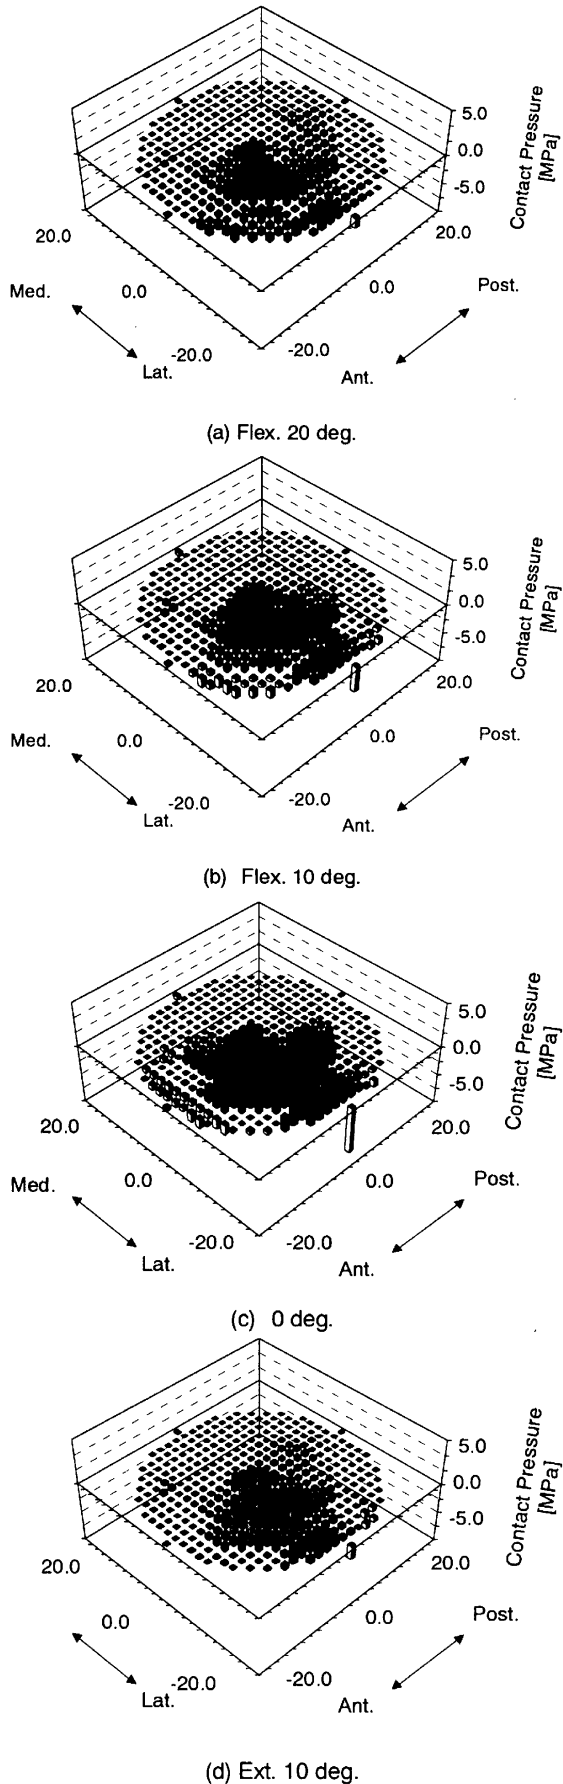 5.0
0.0
-5.0
Contact Pressure
[MPa]
20.0
20.0
Med.
0.0
0.0
Post.
-20.0
-20.0
Lat.
Ant.
(a) Flex. 20 deg.
5.0
0.0
-5.0
Contact Pressure
[MPa]
20.0
20.0
Med.
0.0
0.0
Post.
-20.0
-20.0
Lat.
Ant.
(b) Flex. 10 deg.
5.0
0.0
-5.0
Contact Pressure
[MPa]
20.0
20.0
Med.
0.0
0.0
Post.
-20.0
-20.0
Lat.
Ant.
(c) 0 deg.
5.0
0.0
-5.0
Contact Pressure
[MPa]
20.0
20.0
0.0
0.0
Post.
-20.0
-20.0
Lat.
Ant.
(d) Ext. 10 deg.